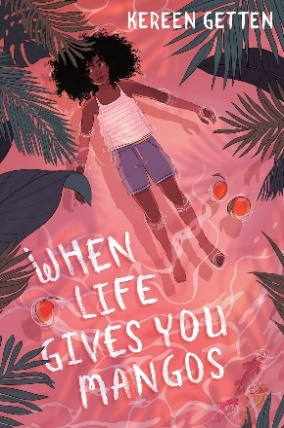 KEREEN GETTEN
WHEN
LIFE
GIVES YOU
MANGOS